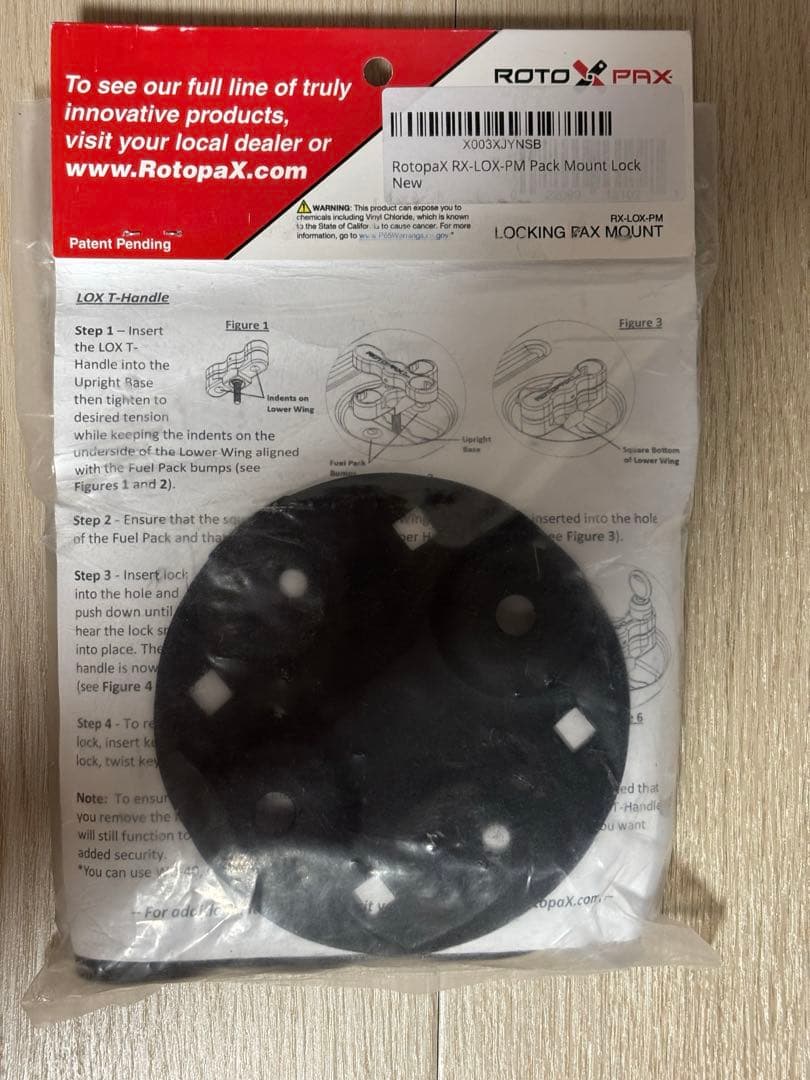 To see our full line of truly
innovative products,
visit your local dealer or
www.RotopaX.com
Patent Pending
ROTO PAX
X003XJYNSB
RotopaX RX-LOX-PM Pack Mount Lock
New
WARNING: This product can expose you to
chemicals including Vinyl Chloride, which is known
to the State of to cause cancer. For more
information, go to
RX-LOX-PM
LOCKING PAX MOUNT
LOX T-Handle
Step 1 – Insert
the LOX T-
Handle into the
Upright Base
then tighten to
desired tension
while keeping the indents on the
underside of the Lower Wing aligned
with the Fuel Pack bumps (see
Figures 1 and 2).
Figure 1
Indents on
Lower Wing
ROTOPAX
Upright
Base
Fuel Pack
Bumps
Figure 3
Square Bottom
of Lower Wing
Step 2 - Ensure that the inserted into the hole
of the Fuel Pack and Figure 3).
Step 3 - Insert lock
into the hole and
push down until
hear the lock
into place. The
handle is now
(see Figure 4
6
Step 4 - To
lock, insert
lock, twist
Note: To
you remove the
will still function to
added security.
*You can use
that
T-Handle
want
-- For